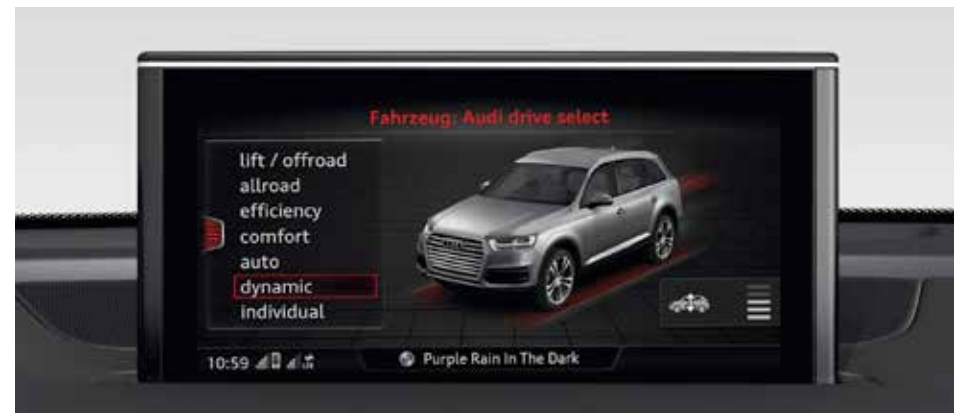 Fahrzeug: Audi drive select
lift / offroad
allroad
efficiency
comfort
auto
dynamic
individual
10:59
Purple Rain In The Dark